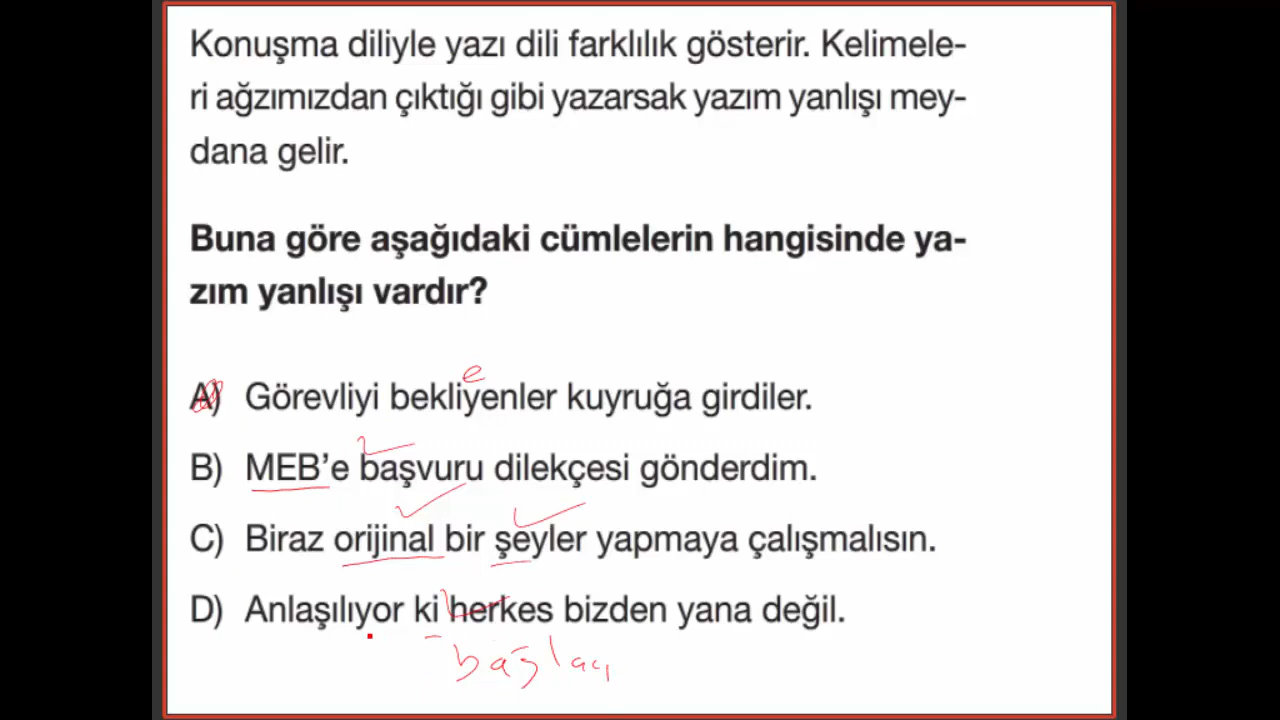 Konuşma diliyle yazı dili farklılık gösterir. Kelimele-
ri ağzımızdan çıktığı gibi yazarsak yazım yanlışı mey-
dana gelir.
Buna göre aşağıdaki cümlelerin hangisinde ya-
zım yanlışı vardır?
e
A) Görevliyi bekliyenler kuyruğa girdiler.
B) MEB'e başvuru dilekçesi gönderdim.
C) Biraz orijinal bir şeyler yapmaya çalışmalısın.
D) Anlaşılıyor ki herkes bizden yana değil.
bağlaçı